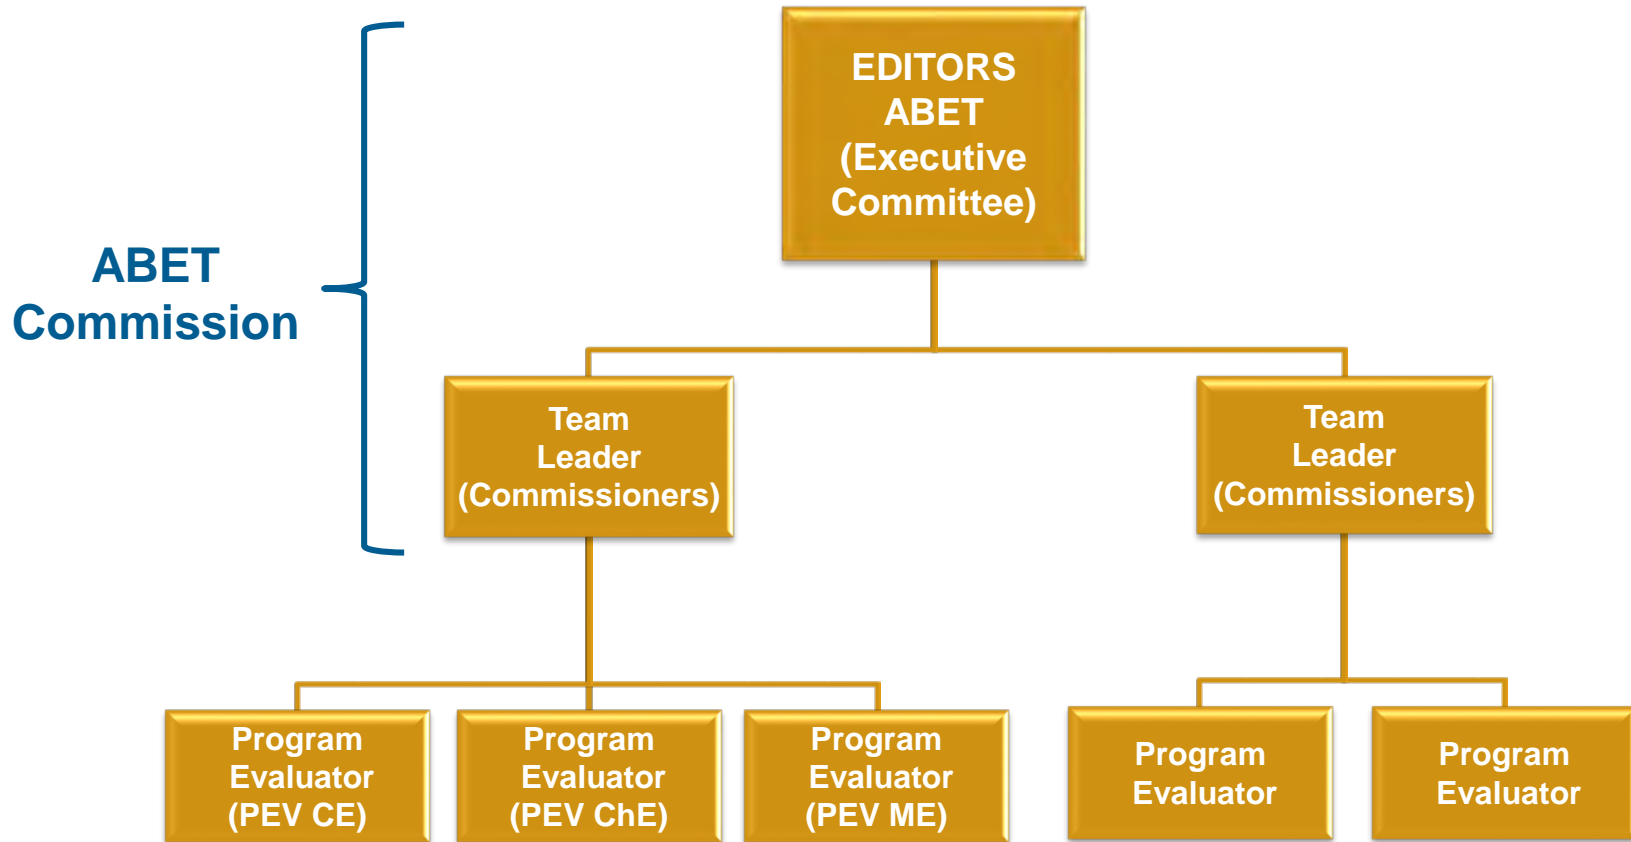 EDITORS
ABET
(Executive
Committee)
ABET
Commission
Team
Leader
(Commissioners)
Team
Leader
(Commissioners)
Program
Evaluator
(PEV CE)
Program
Evaluator
(PEV ChE)
Program
Evaluator
(PEV ME)
Program
Evaluator
Program
Evaluator